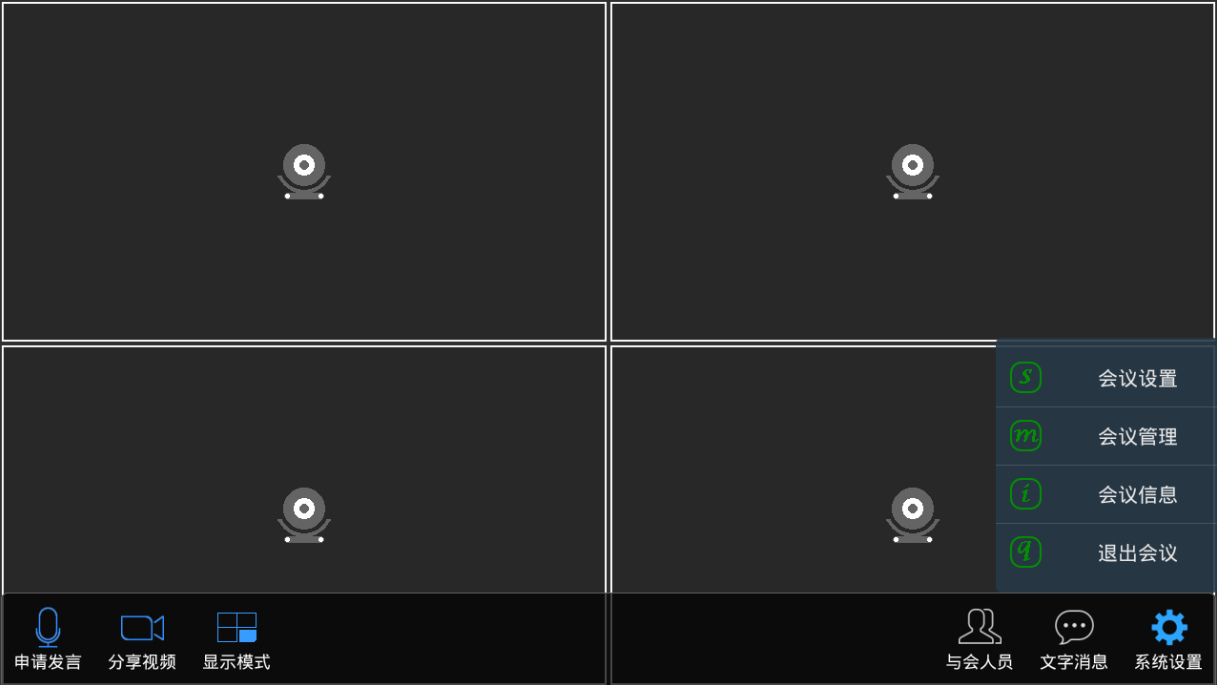 s 会议设置
m 会议管理
i 会议信息
q 退出会议
申请发言 分享视频 显示模式 与会人员 文字消息 系统设置